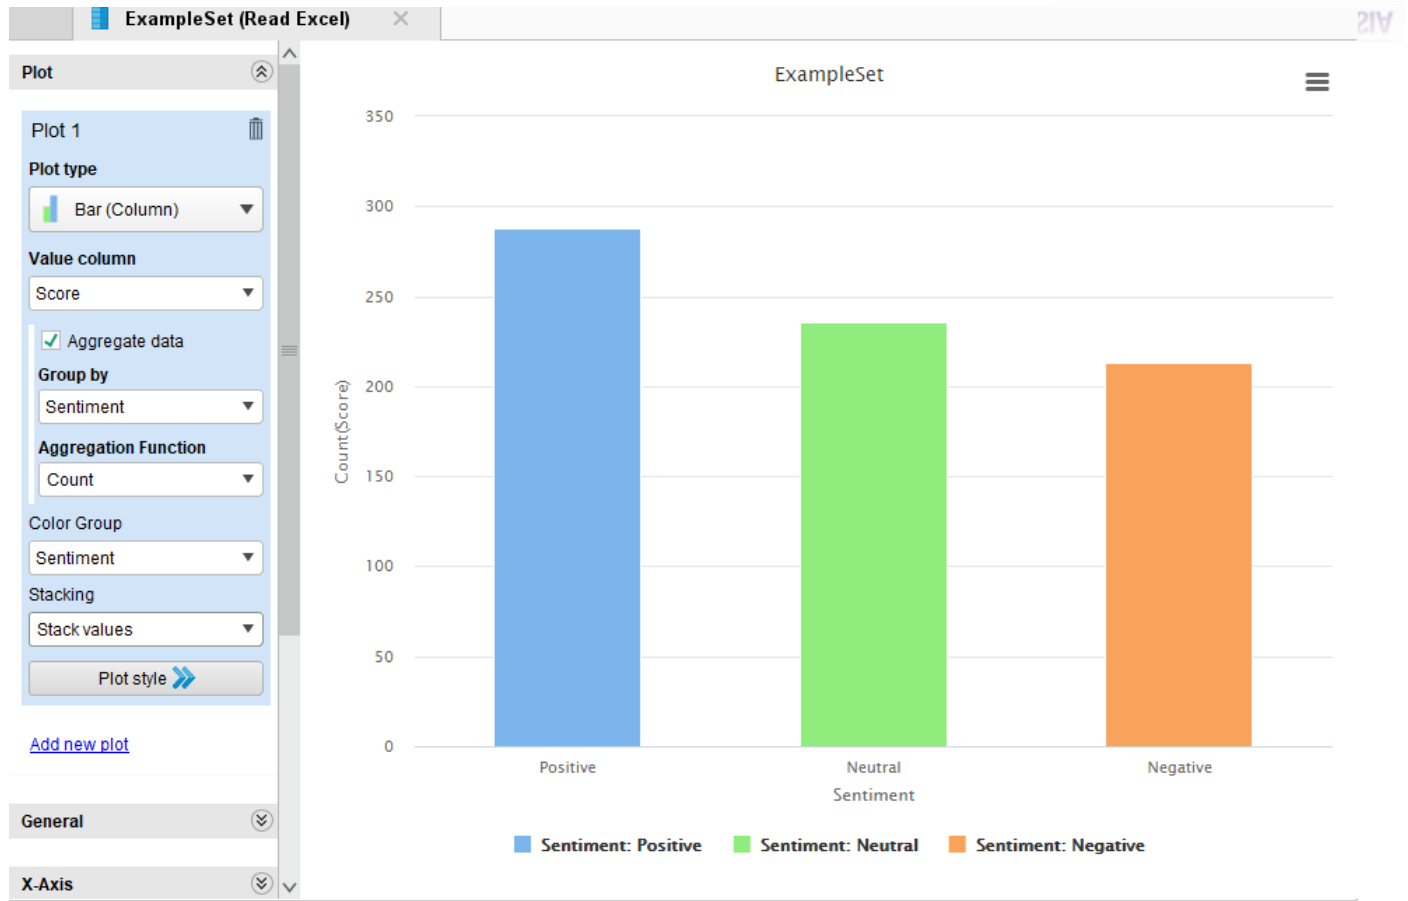 ExampleSet (Read Excel)
Plot
Plot 1
Plot type
Bar (Column)
Value column
Score
Aggregate data
Group by
Sentiment
Aggregation Function
Count
Color Group
Sentiment
Stacking
Stack values
Plot style
Add new plot
General
X-Axis
ExampleSet
350
300
250
200
150
100
50
0
Count(Score)
Positive
Neutral
Negative
Sentiment
Sentiment: Positive
Sentiment: Neutral
Sentiment: Negative